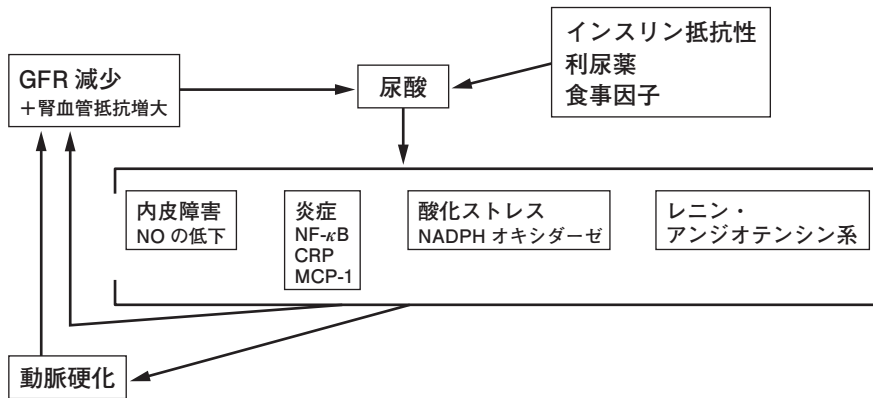 インスリン抵抗性
利尿薬
食事因子
GFR 減少
+腎血管抵抗増大
尿酸
内皮障害
NO の低下
炎症
NF-κB
CRP
MCP-1
酸化ストレス
NADPH オキシダーゼ
レニン・
アンジオテンシン系
動脈硬化